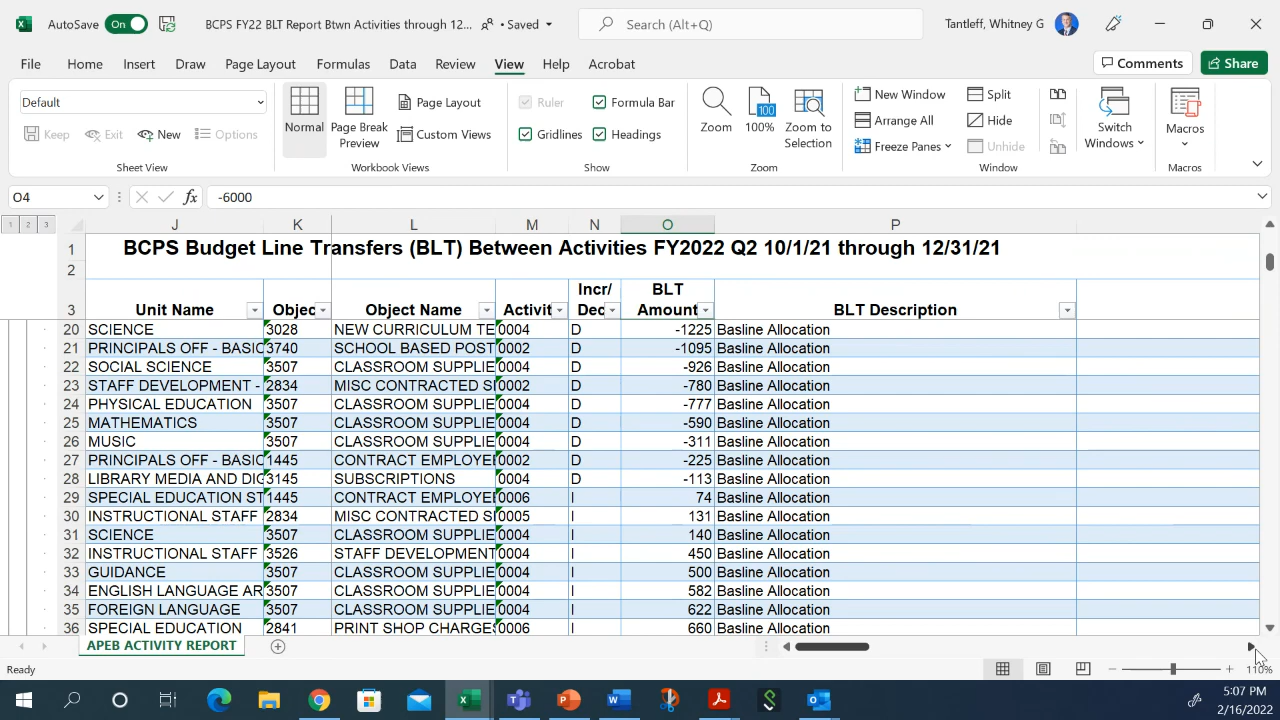 AutoSave On BCPS FY22 BLT Report Btwn Activities through 12... • Saved Search (Alt+Q) Tantleff, Whitney G
File Home Insert Draw Page Layout Formulas Data Review View Help Acrobat Comments Share
Default
Keep Exit New Options
Sheet View
Normal Page Break Preview Page Layout Custom Views
Workbook Views
Ruler Formula Bar
Gridlines Headings
Show
Zoom 100% Zoom to Selection
Zoom
New Window Split
Arrange All Hide
Freeze Panes Unhide
Window
Switch Windows
Macros
Macros
O4 fx -6000
1 2 3 J K L M N O P
1 BCPS Budget Line Transfers (BLT) Between Activities FY2022 Q2 10/1/21 through 12/31/21
2
3 Unit Name Objec Object Name Activit Incr/ Dec BLT Amount BLT Description
20 SCIENCE 3028 NEW CURRICULUM TE 0004 D -1225 Basline Allocation
21 PRINCIPALS OFF - BASIC 3740 SCHOOL BASED POST 0002 D -1095 Basline Allocation
22 SOCIAL SCIENCE 3507 CLASSROOM SUPPLIE 0004 D -926 Basline Allocation
23 STAFF DEVELOPMENT - 2834 MISC CONTRACTED S 0002 D -780 Basline Allocation
24 PHYSICAL EDUCATION 3507 CLASSROOM SUPPLIE 0004 D -777 Basline Allocation
25 MATHEMATICS 3507 CLASSROOM SUPPLIE 0004 D -590 Basline Allocation
26 MUSIC 3507 CLASSROOM SUPPLIE 0004 D -311 Basline Allocation
27 PRINCIPALS OFF - BASIC 1445 CONTRACT EMPLOYE 0002 D -225 Basline Allocation
28 LIBRARY MEDIA AND DIG 3145 SUBSCRIPTIONS 0004 D -113 Basline Allocation
29 SPECIAL EDUCATION ST 1445 CONTRACT EMPLOYE 0006 I 74 Basline Allocation
30 INSTRUCTIONAL STAFF 2834 MISC CONTRACTED S 0005 I 131 Basline Allocation
31 SCIENCE 3507 CLASSROOM SUPPLIE 0004 I 140 Basline Allocation
32 INSTRUCTIONAL STAFF 3526 STAFF DEVELOPMENT 0004 I 450 Basline Allocation
33 GUIDANCE 3507 CLASSROOM SUPPLIE 0004 I 500 Basline Allocation
34 ENGLISH LANGUAGE AR 3507 CLASSROOM SUPPLIE 0004 I 582 Basline Allocation
35 FOREIGN LANGUAGE 3507 CLASSROOM SUPPLIE 0004 I 622 Basline Allocation
36 SPECIAL EDUCATION 2841 PRINT SHOP CHARGES 0006 I 660 Basline Allocation
APEB ACTIVITY REPORT
Ready 110%
5:07 PM
2/16/2022